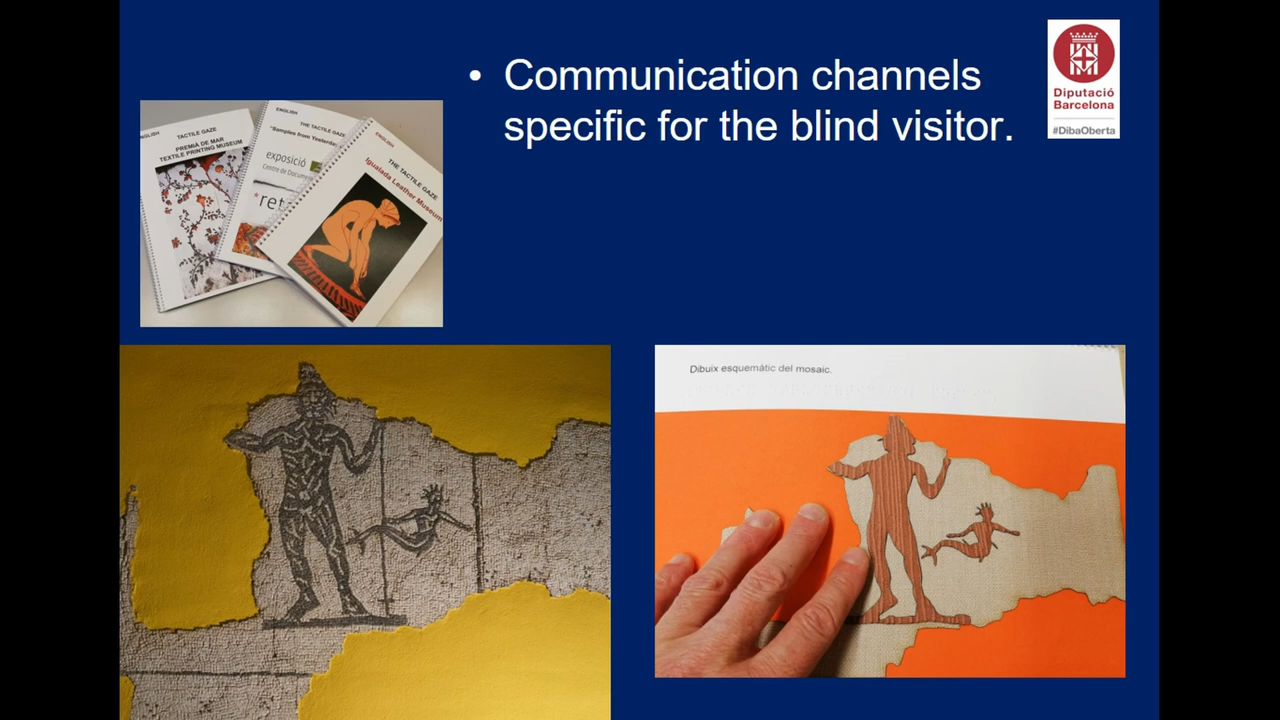 • Communication channels
specific for the blind visitor.
Diputació
Barcelona
#DibaOberta
ENGLISH
TACTILE GAZE
PREMIÀ DE MAR
TEXTILE PRINTING MUSEUM
ENGLISH
THE TACTILE GAZE
"Samples from Yesterday
exposició
Centre de
ENGLISH
THE TACTILE GAZE
Igualada Leather Museum
Dibuix esquemàtic del mosaic.